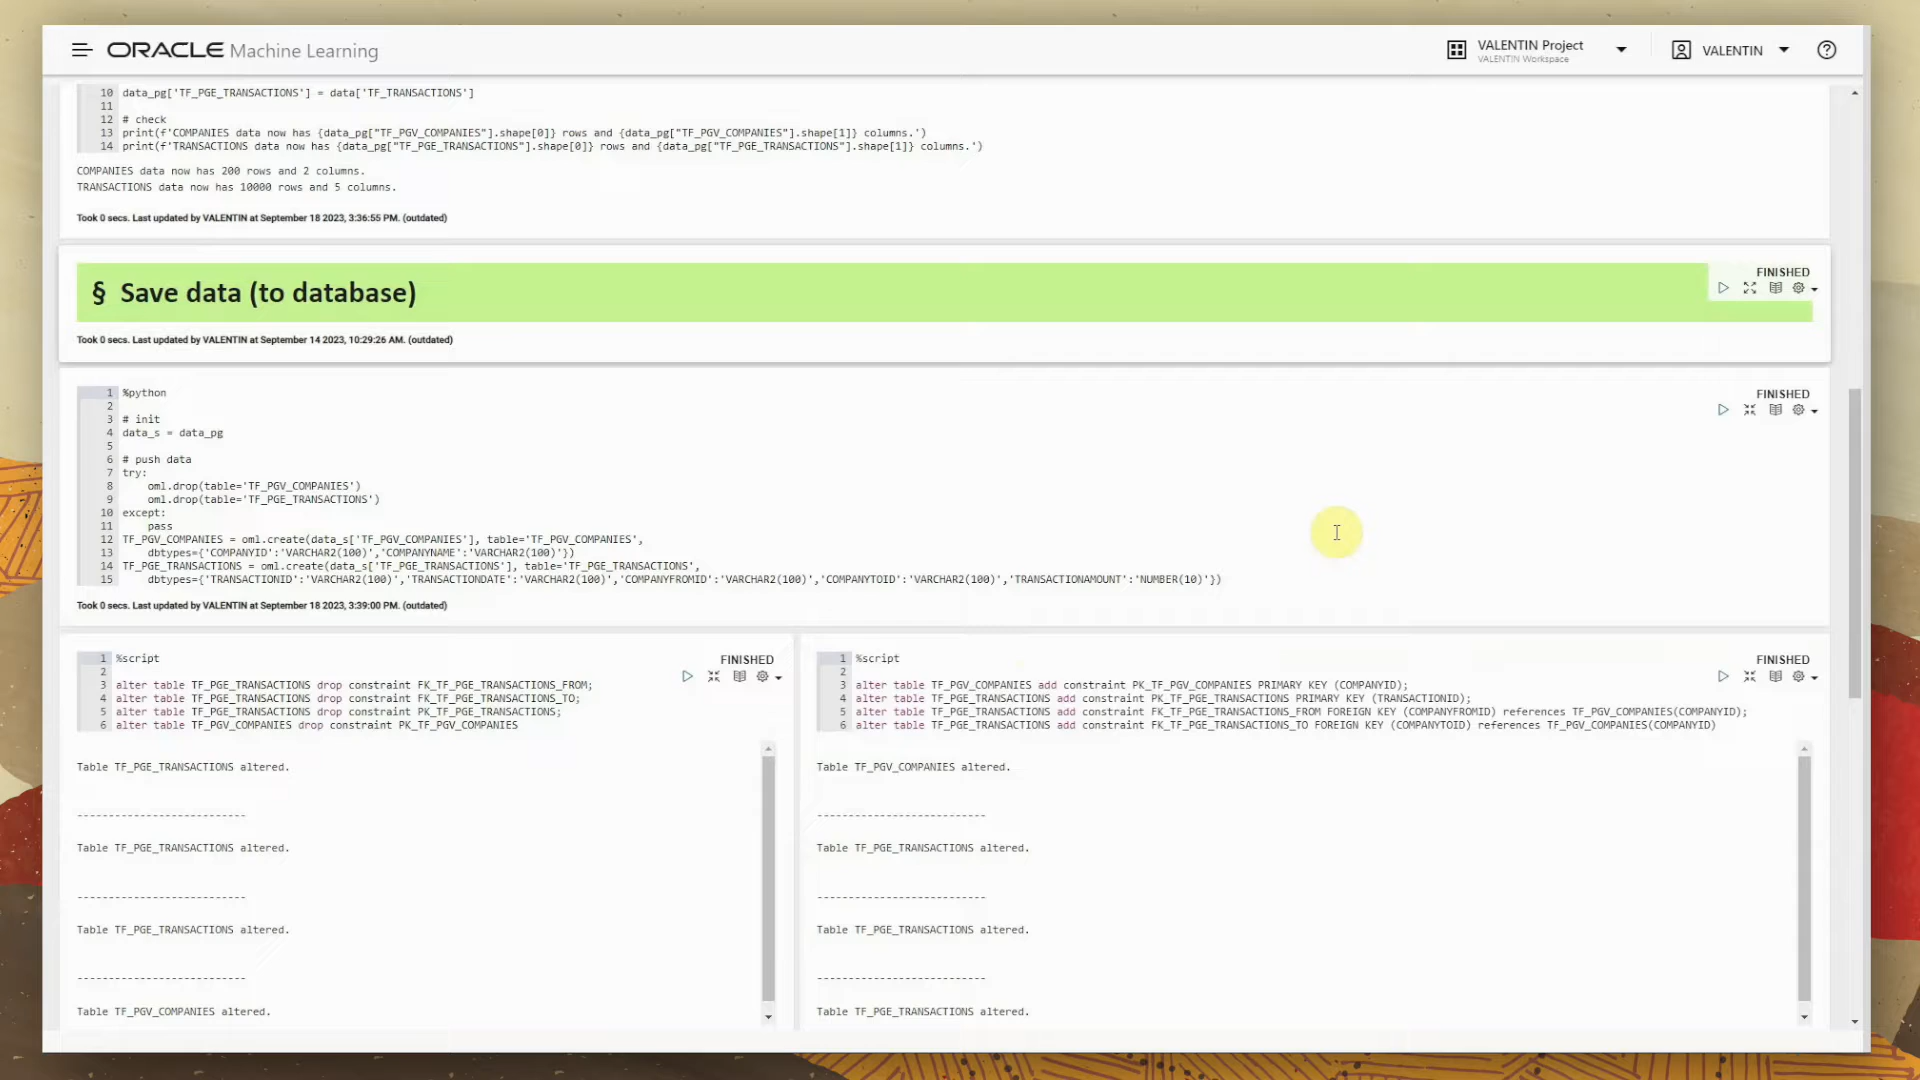 ORACLE Machine Learning
VALENTIN Project
VALENTIN Workspace
VALENTIN
10 data_pg['TF_PGE_TRANSACTIONS'] = data['TF_TRANSACTIONS']
11
12 # check
13 print(f'COMPANIES data now has {data_pg["TF_PGV_COMPANIES"].shape[0]} rows and {data_pg["TF_PGV_COMPANIES"].shape[1]} columns.')
14 print(f'TRANSACTIONS data now has {data_pg["TF_PGE_TRANSACTIONS"].shape[0]} rows and {data_pg["TF_PGE_TRANSACTIONS"].shape[1]} columns.')
COMPANIES data now has 200 rows and 2 columns.
TRANSACTIONS data now has 10000 rows and 5 columns.
Took 0 secs. Last updated by VALENTIN at September 18 2023, 3:36:55 PM. (outdated)
§ Save data (to database)
FINISHED
Took 0 secs. Last updated by VALENTIN at September 14 2023, 10:29:26 AM. (outdated)
FINISHED
1 %python
2
3 # init
4 data_s = data_pg
5
6 # push data
7 try:
8 oml.drop(table='TF_PGV_COMPANIES')
9 oml.drop(table='TF_PGE_TRANSACTIONS')
10 except:
11 pass
12 TF_PGV_COMPANIES = oml.create(data_s['TF_PGV_COMPANIES'], table='TF_PGV_COMPANIES',
13 dbtypes={'COMPANYID':'VARCHAR2(100)','COMPANYNAME':'VARCHAR2(100)'})
14 TF_PGE_TRANSACTIONS = oml.create(data_s['TF_PGE_TRANSACTIONS'], table='TF_PGE_TRANSACTIONS',
15 dbtypes={'TRANSACTIONID':'VARCHAR2(100)','TRANSACTIONDATE':'VARCHAR2(100)','COMPANYFROMID':'VARCHAR2(100)','COMPANYTOID':'VARCHAR2(100)','TRANSACTIONAMOUNT':'NUMBER(10)'})
Took 0 secs. Last updated by VALENTIN at September 18 2023, 3:39:00 PM. (outdated)
FINISHED
1 %script
2
3 alter table TF_PGE_TRANSACTIONS drop constraint FK_TF_PGE_TRANSACTIONS_FROM;
4 alter table TF_PGE_TRANSACTIONS drop constraint FK_TF_PGE_TRANSACTIONS_TO;
5 alter table TF_PGE_TRANSACTIONS drop constraint PK_TF_PGE_TRANSACTIONS;
6 alter table TF_PGV_COMPANIES drop constraint PK_TF_PGV_COMPANIES
Table TF_PGE_TRANSACTIONS altered.
---------------------------
Table TF_PGE_TRANSACTIONS altered.
---------------------------
Table TF_PGE_TRANSACTIONS altered.
---------------------------
Table TF_PGV_COMPANIES altered.
FINISHED
1 %script
2
3 alter table TF_PGV_COMPANIES add constraint PK_TF_PGV_COMPANIES PRIMARY KEY (COMPANYID);
4 alter table TF_PGE_TRANSACTIONS add constraint PK_TF_PGE_TRANSACTIONS PRIMARY KEY (TRANSACTIONID);
5 alter table TF_PGE_TRANSACTIONS add constraint FK_TF_PGE_TRANSACTIONS_FROM FOREIGN KEY (COMPANYFROMID) references TF_PGV_COMPANIES(COMPANYID);
6 alter table TF_PGE_TRANSACTIONS add constraint FK_TF_PGE_TRANSACTIONS_TO FOREIGN KEY (COMPANYTOID) references TF_PGV_COMPANIES(COMPANYID)
Table TF_PGV_COMPANIES altered.
---------------------------
Table TF_PGE_TRANSACTIONS altered.
---------------------------
Table TF_PGE_TRANSACTIONS altered.
---------------------------
Table TF_PGE_TRANSACTIONS altered.